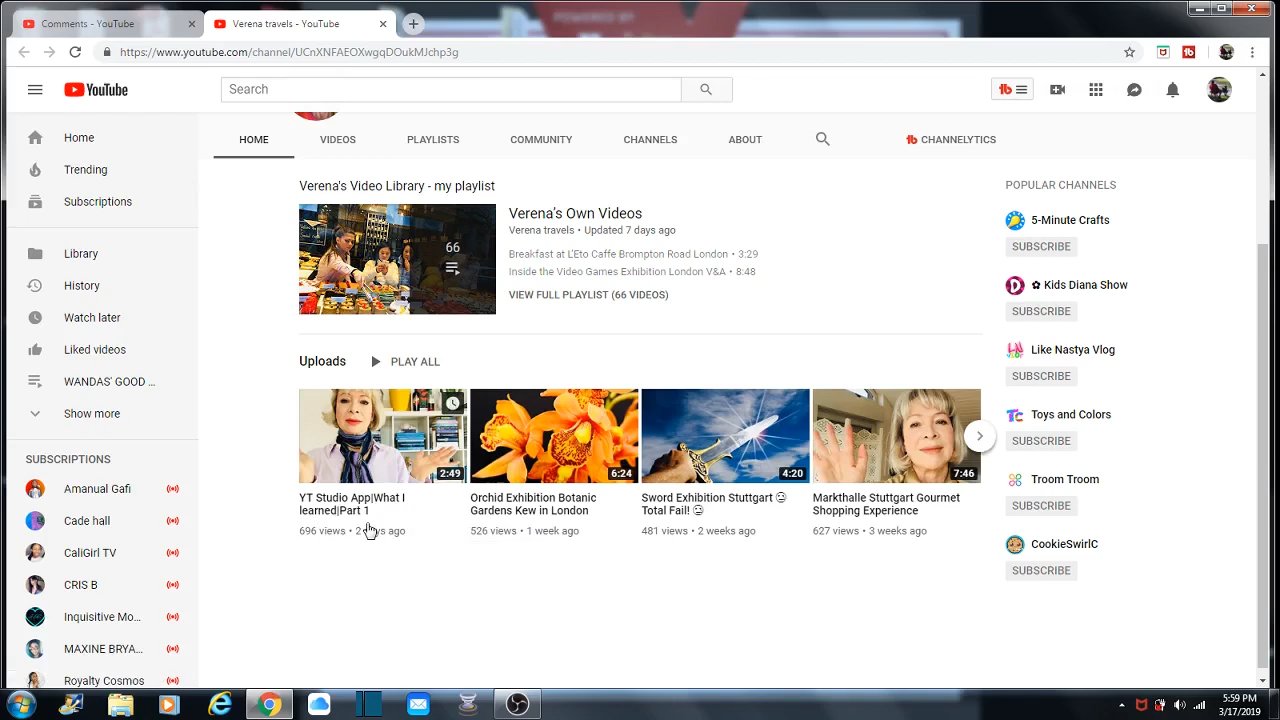 POWERED BY
Comments - YouTube
Verena travels - YouTube
https://www.youtube.com/channel/UCnXNFAEOXwgqDOukMJchp3g
YouTube
Search
Home
Trending
Subscriptions
Library
History
Watch later
Liked videos
WANDAS' GOOD ...
Show more
SUBSCRIPTIONS
Amanual Gafi
Cade hall
CaliGirl TV
CRIS B
Inquisitive Mo...
MAXINE BRYA...
Royalty Cosmos
HOME
VIDEOS
PLAYLISTS
COMMUNITY
CHANNELS
ABOUT
CHANNELYTICS
Verena's Video Library - my playlist
66
Verena's Own Videos
Verena travels • Updated 7 days ago
Breakfast at L'Eto Caffe Brompton Road London • 3:29
Inside the Video Games Exhibition London V&A • 8:48
VIEW FULL PLAYLIST (66 VIDEOS)
Uploads
PLAY ALL
2:49
YT Studio App|What I
learned|Part 1
696 views • 2 ago
6:24
Orchid Exhibition Botanic
Gardens Kew in London
526 views • 1 week ago
4:20
Sword Exhibition Stuttgart
Total Fail!
481 views • 2 weeks ago
7:46
Markthalle Stuttgart Gourmet
Shopping Experience
627 views • 3 weeks ago
POPULAR CHANNELS
5-Minute Crafts
SUBSCRIBE
✿ Kids Diana Show
SUBSCRIBE
Like Nastya Vlog
SUBSCRIBE
Toys and Colors
SUBSCRIBE
Troom Troom
SUBSCRIBE
CookieSwirlC
SUBSCRIBE
5:59 PM
3/17/2019